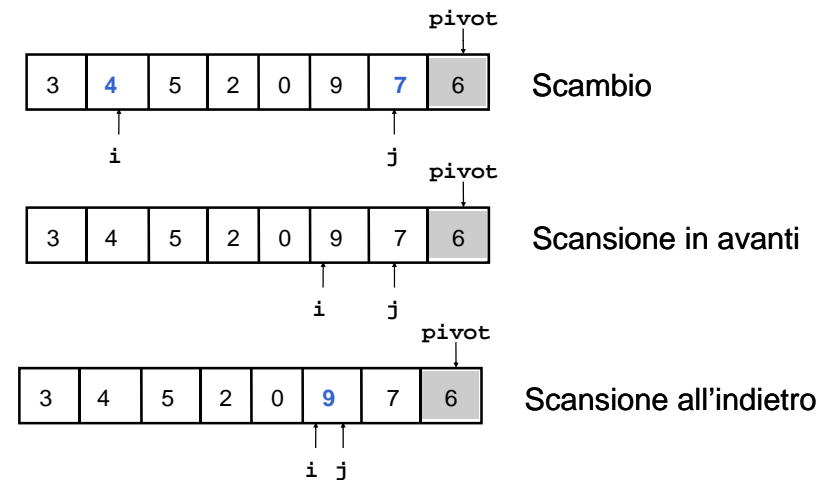 pivot
3 4 5 2 0 9 7 6 Scambio
i j
pivot
3 4 5 2 0 9 7 6 Scansione in avanti
i j
pivot
3 4 5 2 0 9 7 6 Scansione all'indietro
i j